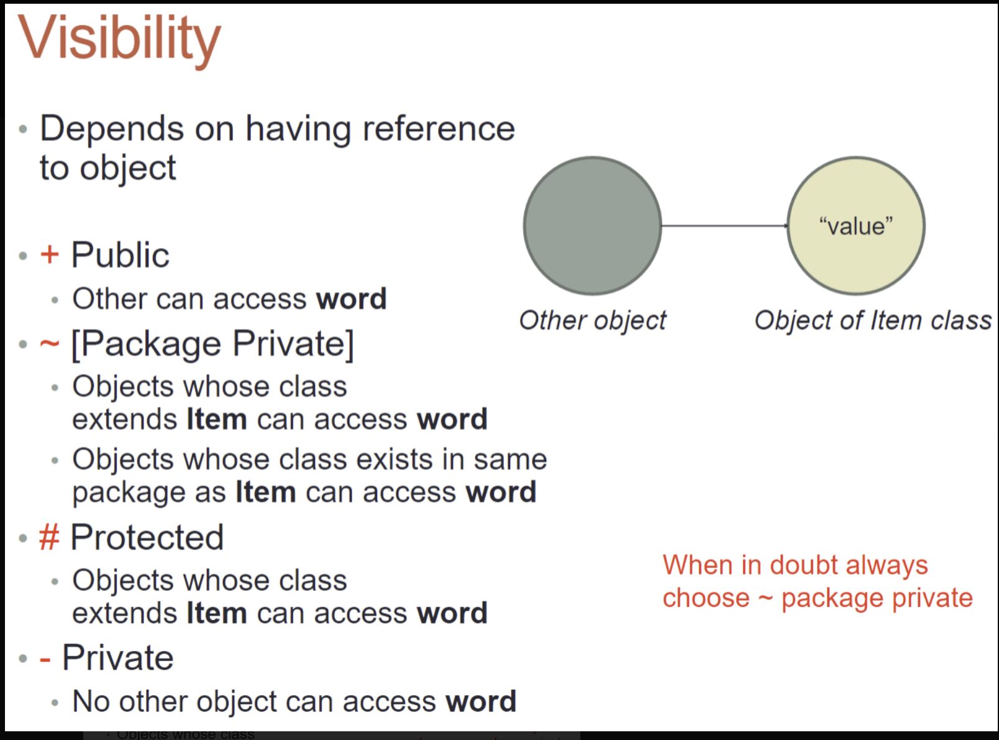 Visibility
• Depends on having reference
to object
• + Public
• Other can access word
• ~ [Package Private]
• Objects whose class
extends Item can access word
• Objects whose class exists in same
package as Item can access word
• # Protected
• Objects whose class
extends Item can access word
• - Private
• No other object can access word
“value”
Other object
Object of Item class
When in doubt always
choose ~ package private
• Objects whose class